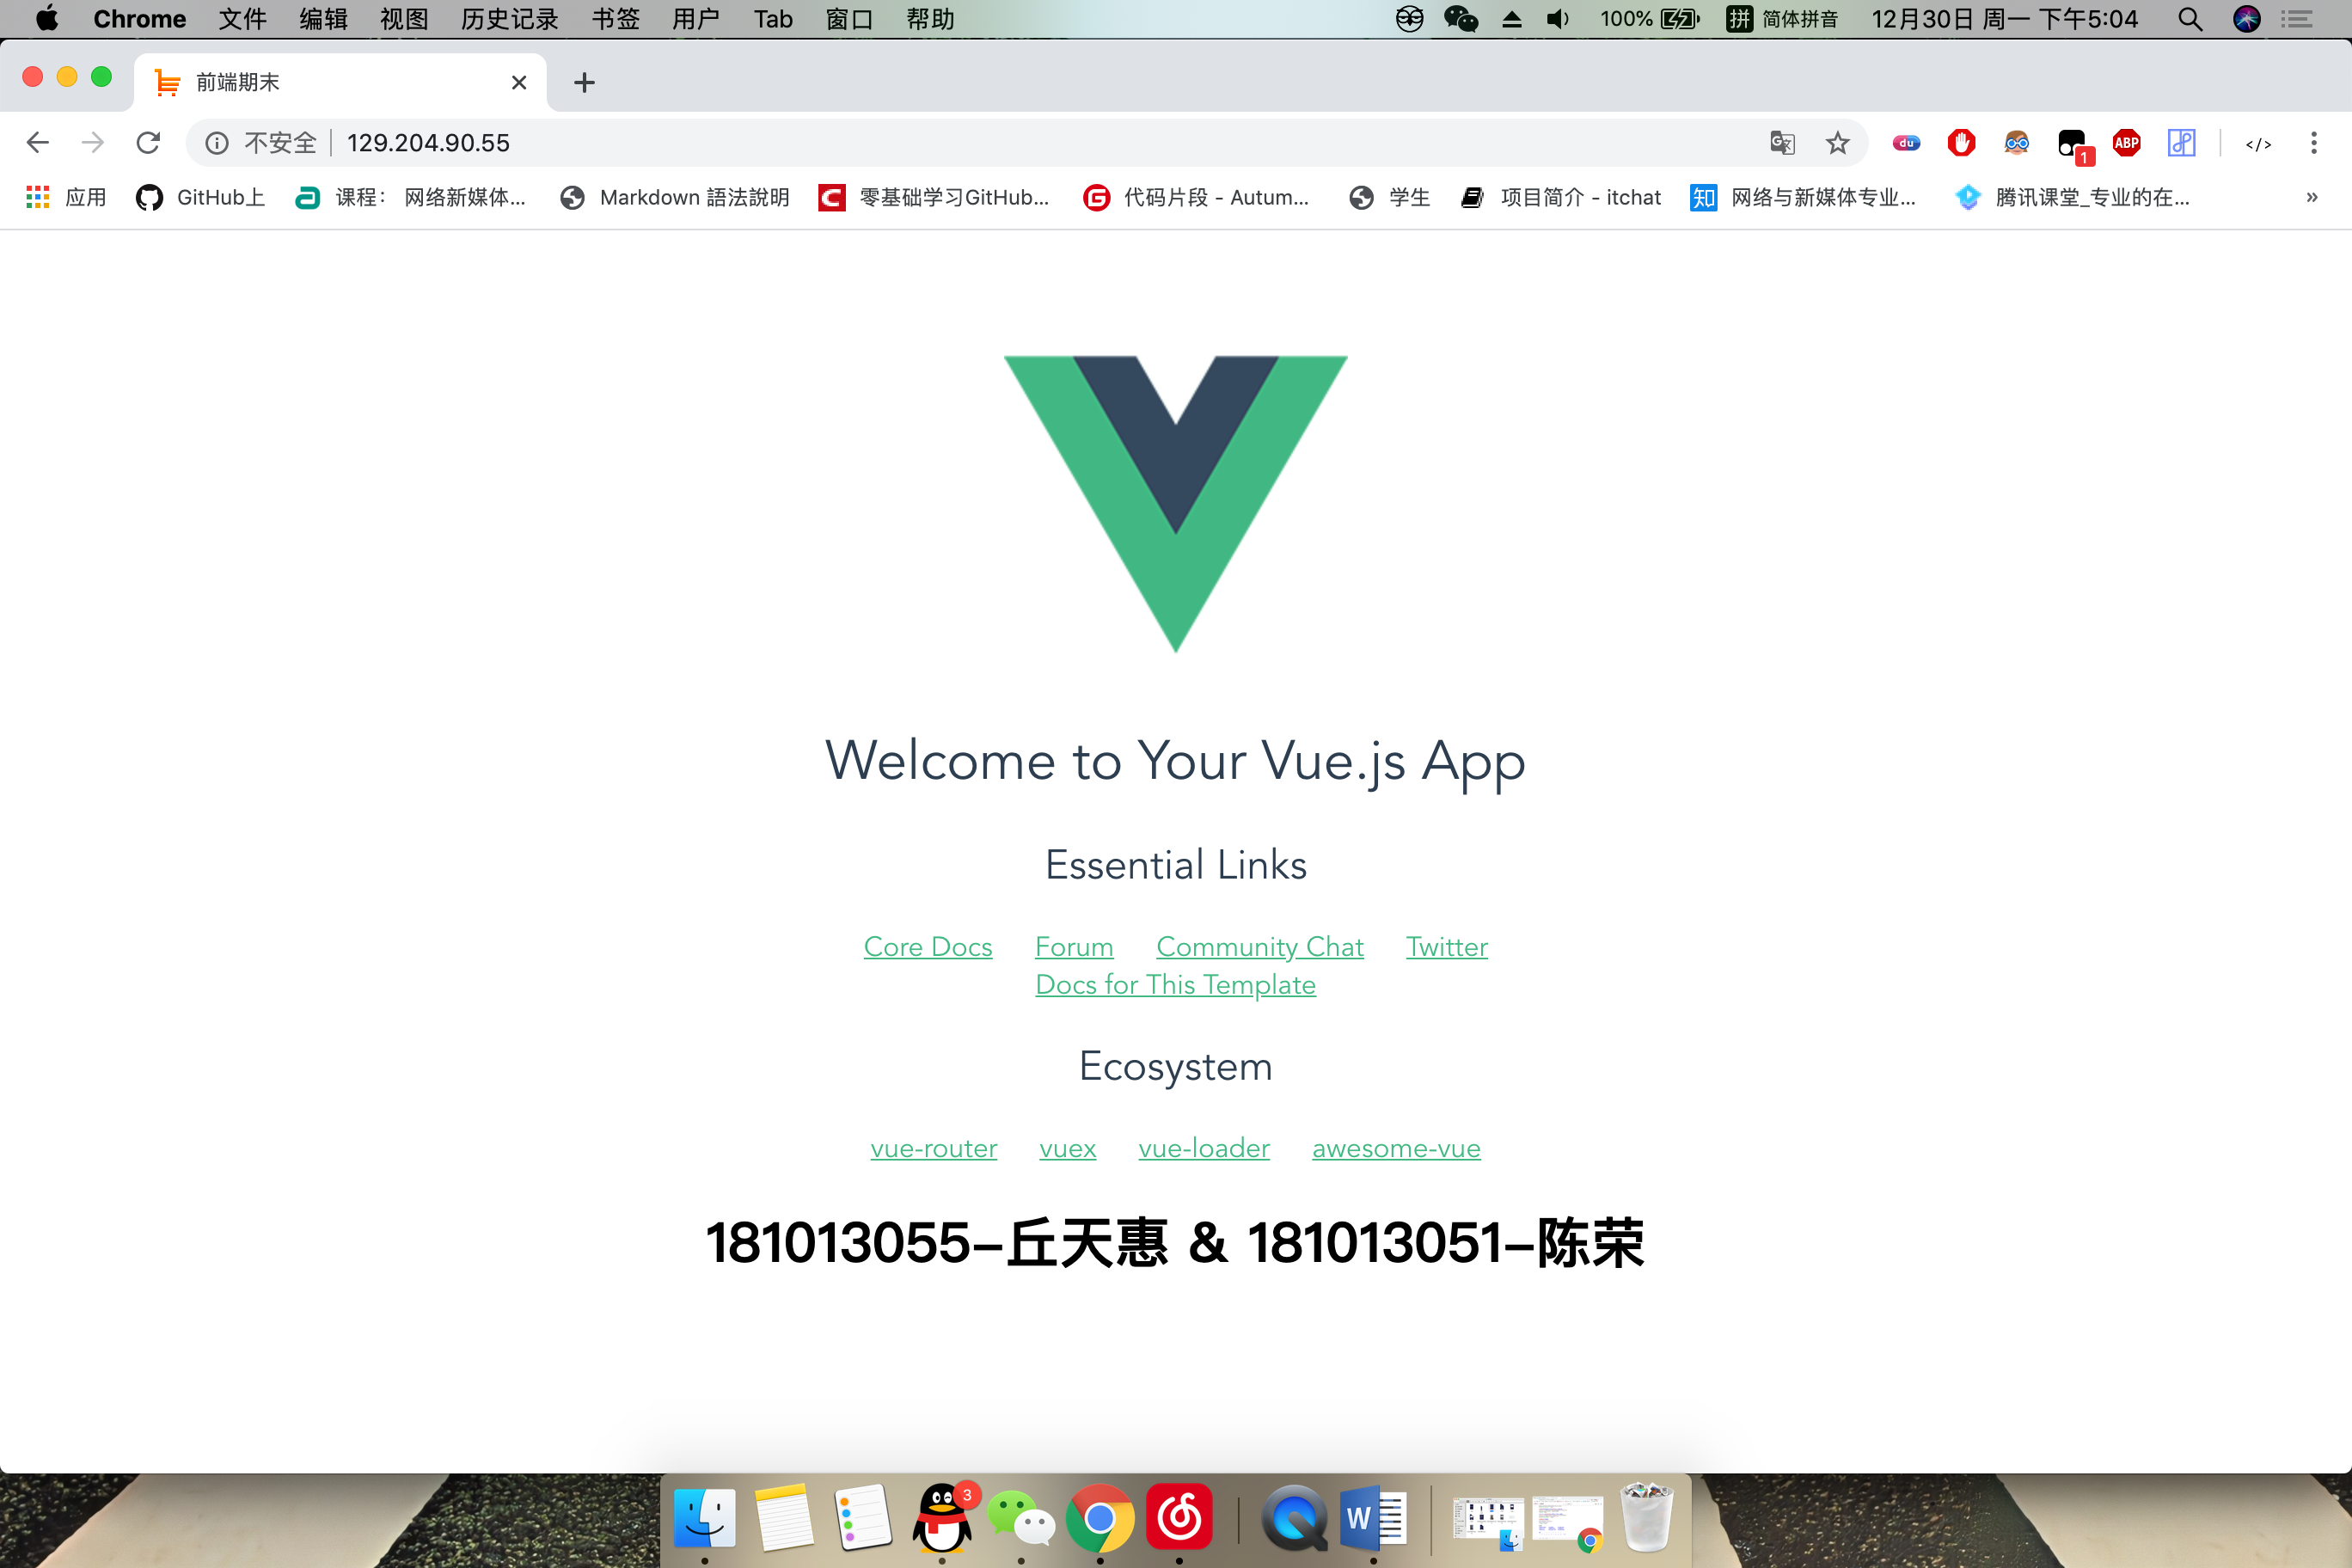 Chrome 文件 编辑 视图 历史记录 书签 用户 Tab 窗口 帮助 100% 拼 简体拼音 12月30日 周一 下午5:04
前端期末
不安全 129.204.90.55 du 1 ABP </>
应用 GitHub上 课程： 网络新媒体... Markdown 語法說明 C 零基础学习GitHub... G 代码片段 - Autum... 学生 项目简介 - itchat 知 网络与新媒体专业... 腾讯课堂_专业的在... »
Welcome to Your Vue.js App
Essential Links
Core Docs Forum Community Chat Twitter
Docs for This Template
Ecosystem
vue-router vuex vue-loader awesome-vue
181013055–丘天惠 & 181013051–陈荣
3
W